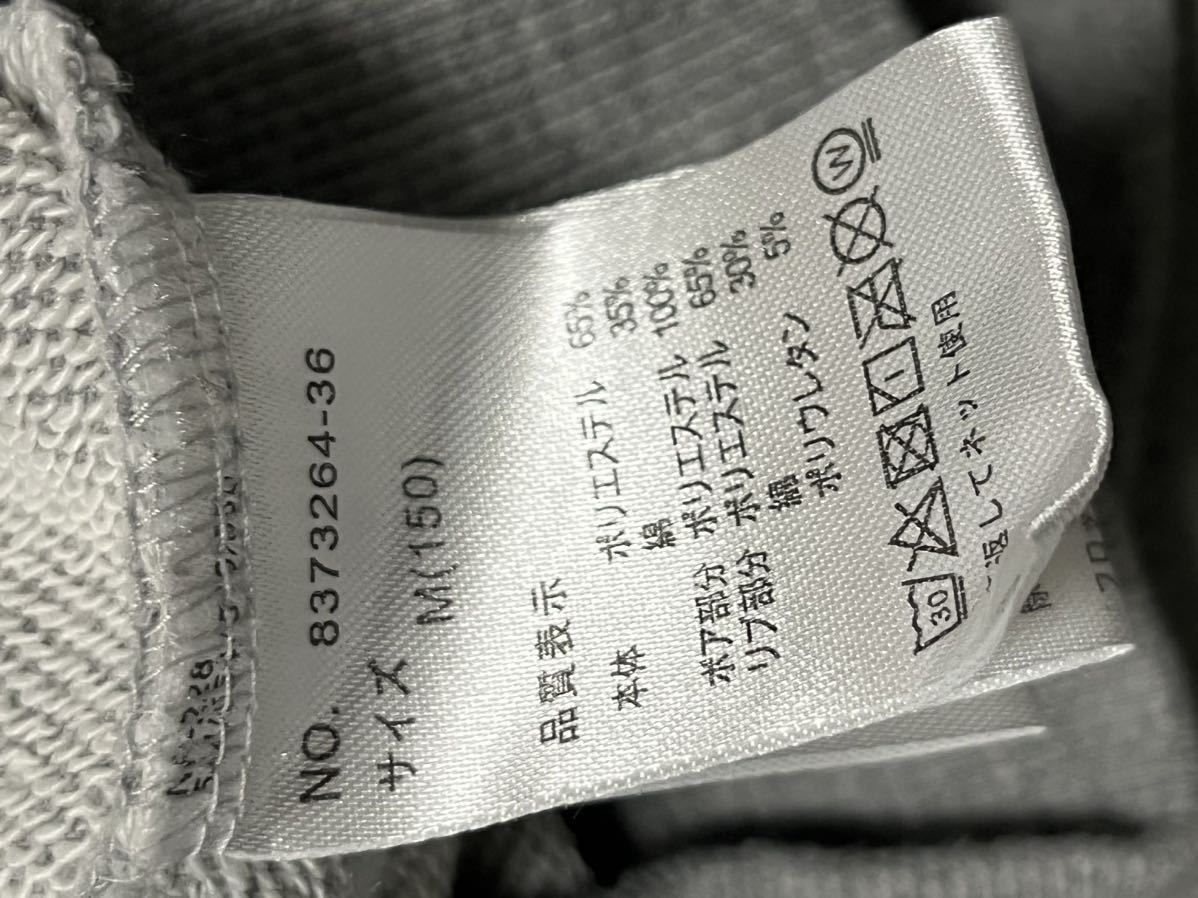 NO. 8373264-36
サイズ M(150)
品質表示
本体 ポリエステル 65%
綿 35%
ボア部分 ポリエステル 100%
リブ部分 ポリエステル 65%
綿 30%
ポリウレタン 5%
30 W
返してネット使用